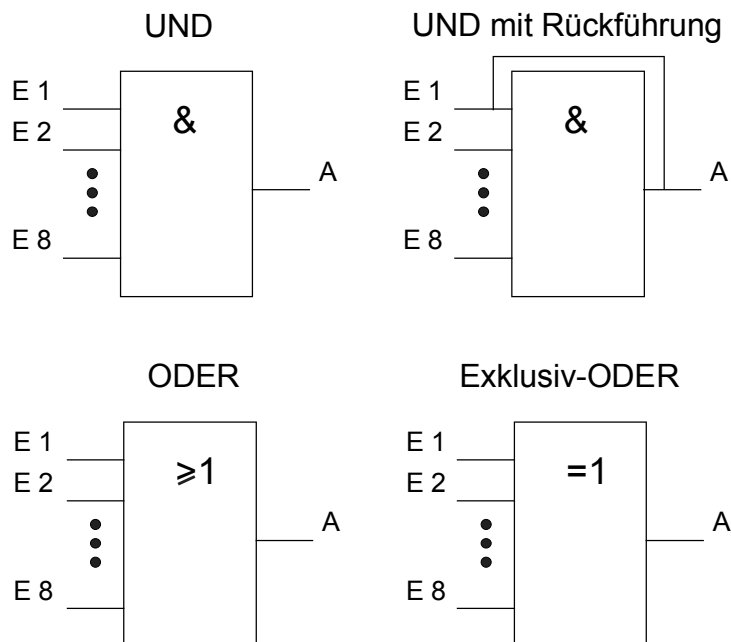 UND
E 1
&
E 2
A
E 8
UND mit Rückführung
E 1
&
E 2
A
E 8
ODER
E 1
≥1
E 2
A
E 8
Exklusiv-ODER
E 1
=1
E 2
A
E 8